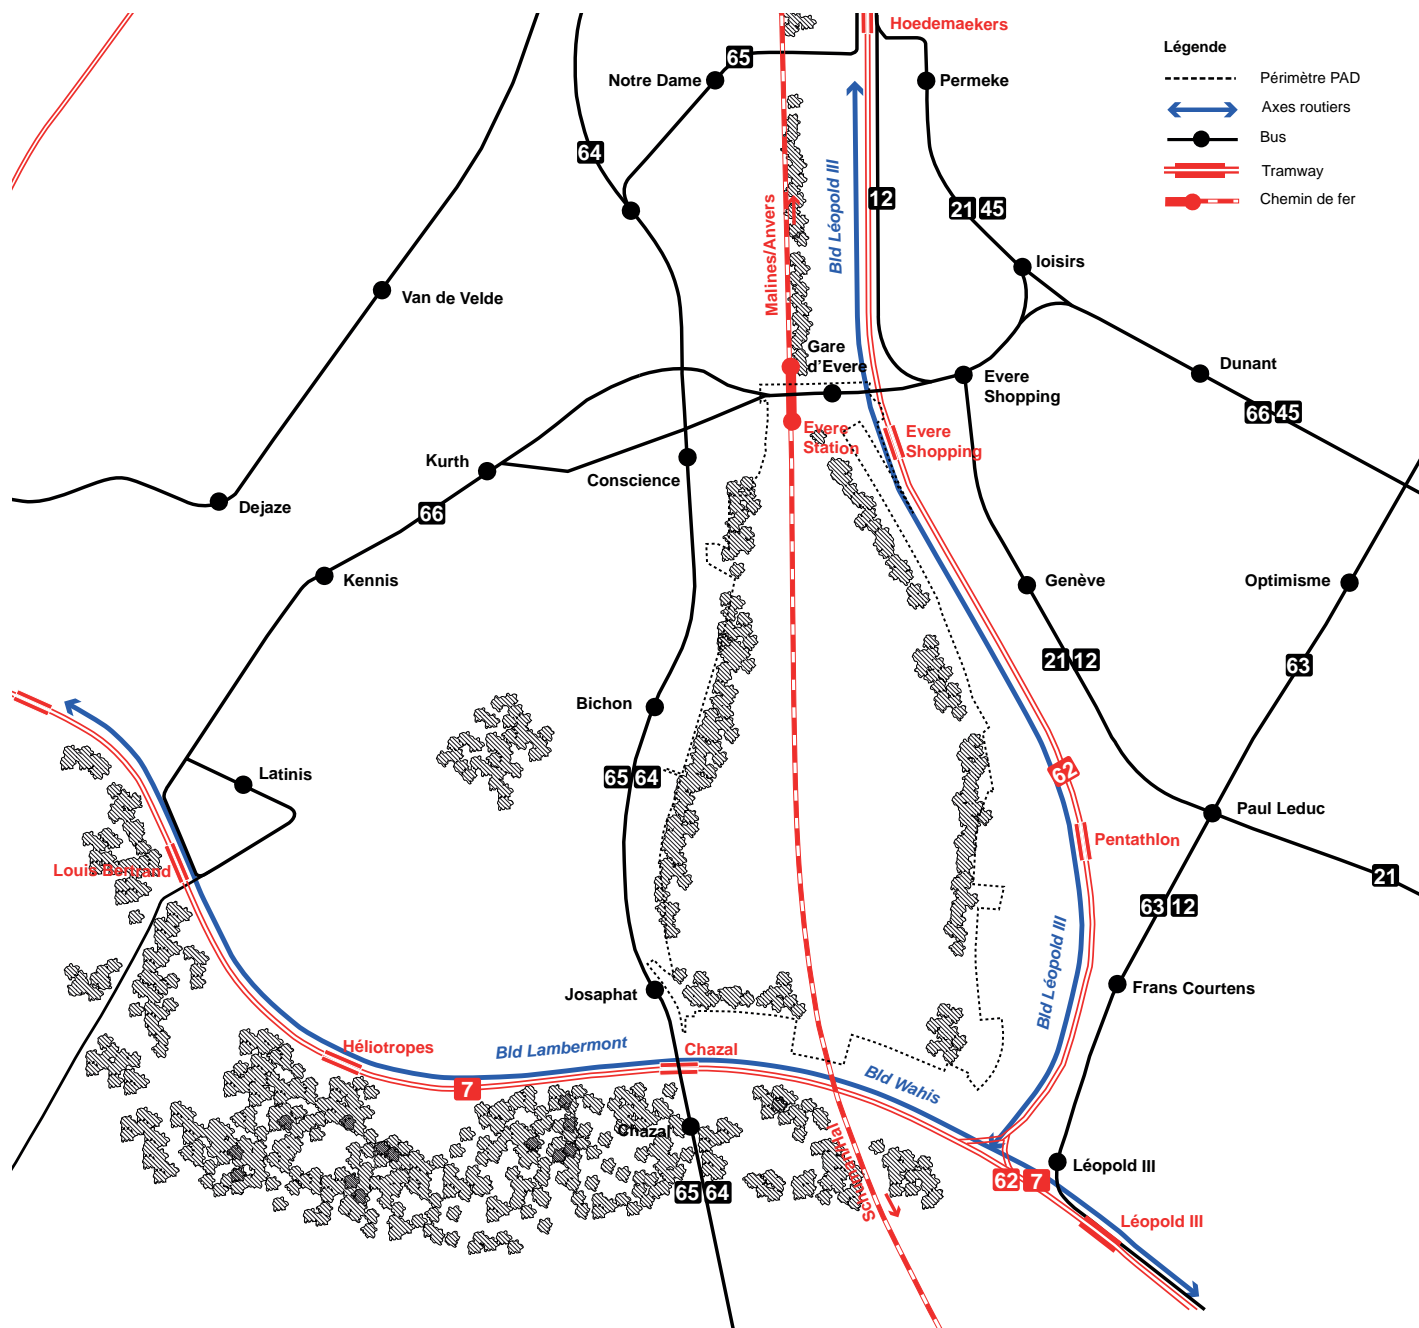 Hoedemaekers
Légende
65
Notre Dame
Permeke
Périmètre PAD
Axes routiers
Bus
64
Tramway
Chemin de fer
12
21 45
Malines/Anvers
Bld Léopold III
loisirs
Van de Velde
Gare
d'Evere
Dunant
Evere
Shopping
66 45
Evere
Station
Evere
Shopping
Kurth
Conscience
Dejaze
66
Kennis
Genève
Optimisme
21 12
63
Bichon
Latinis
65 64
62
Paul Leduc
Pentathlon
Louis Bertrand
21
63 12
Bld Léopold III
Josaphat
Frans Courtens
Héliotropes
Bld Lambermont
Chazal
7
Bld Wahis
Chazal
Schuman/Hal
Léopold III
62 7
65 64
Léopold III